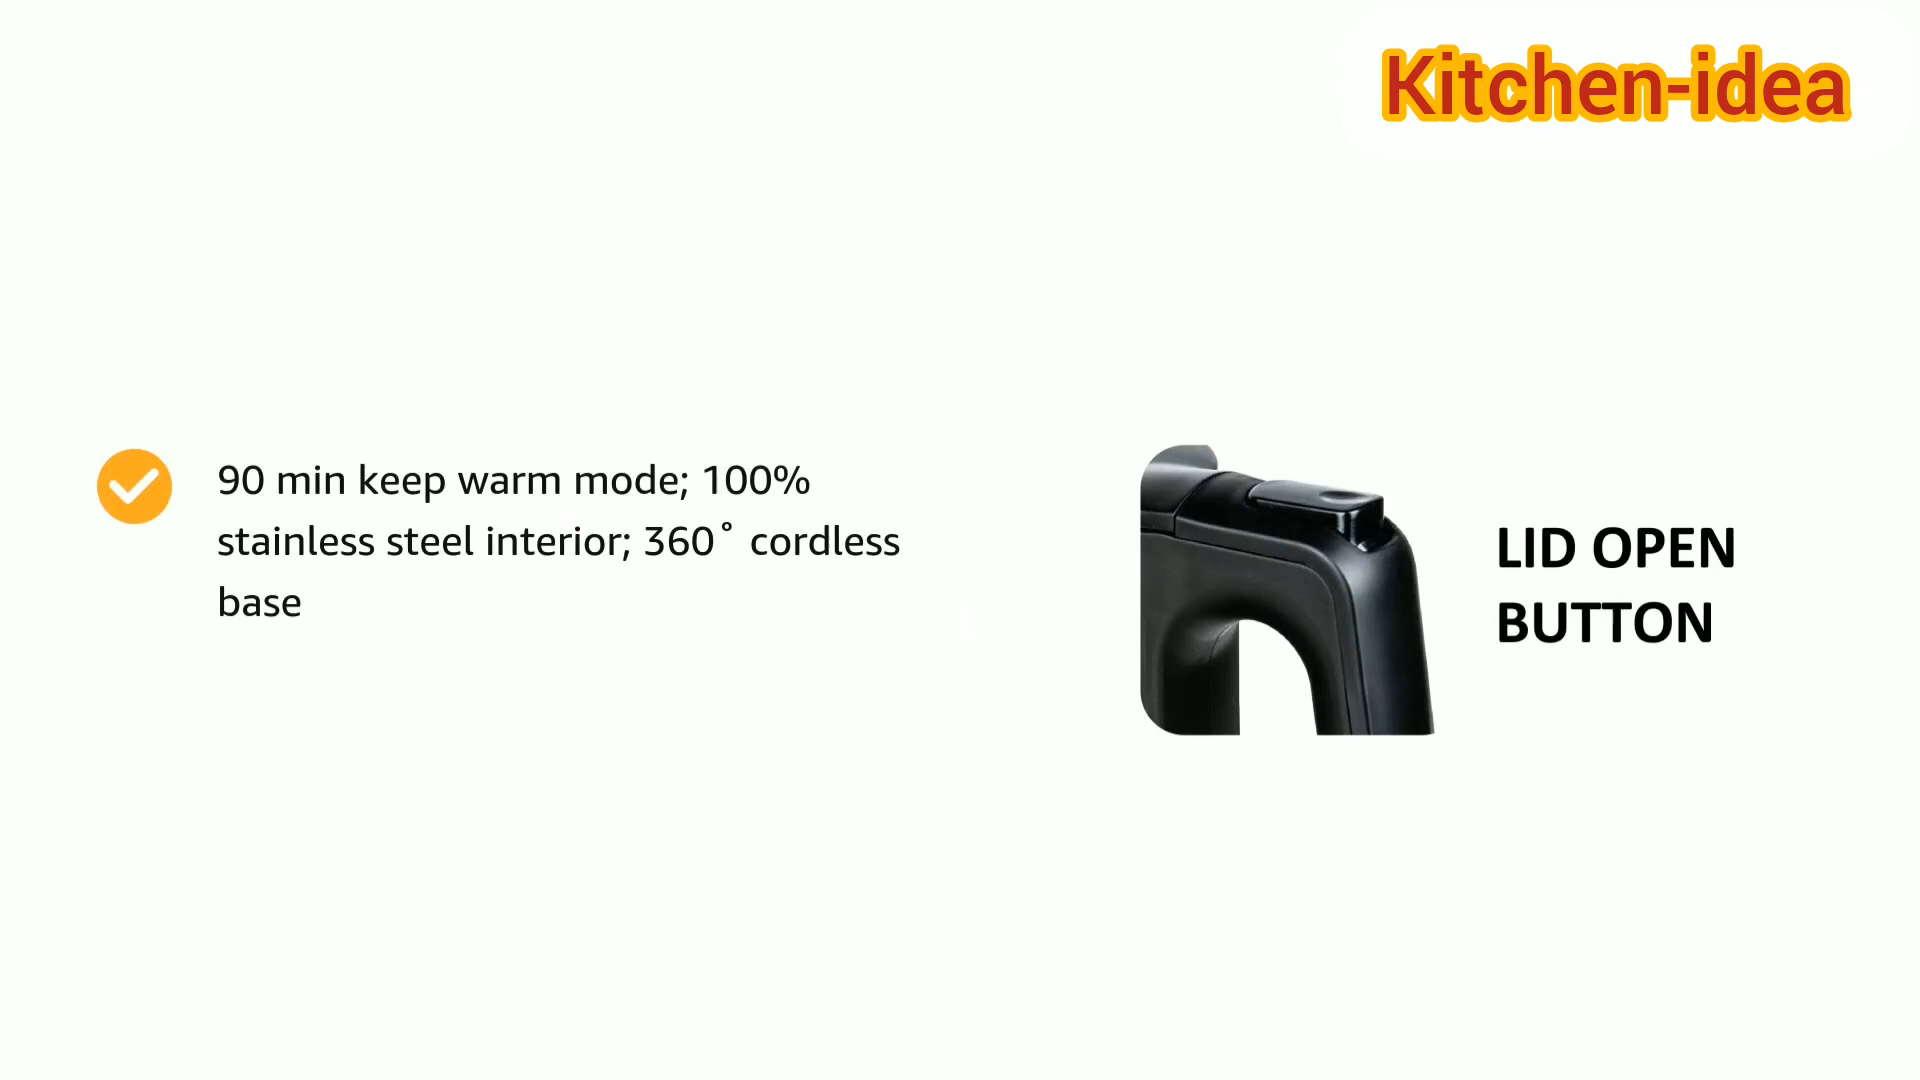 Kitchen-idea
90 min keep warm mode; 100%
stainless steel interior; 360˚ cordless
base
LID OPEN
BUTTON